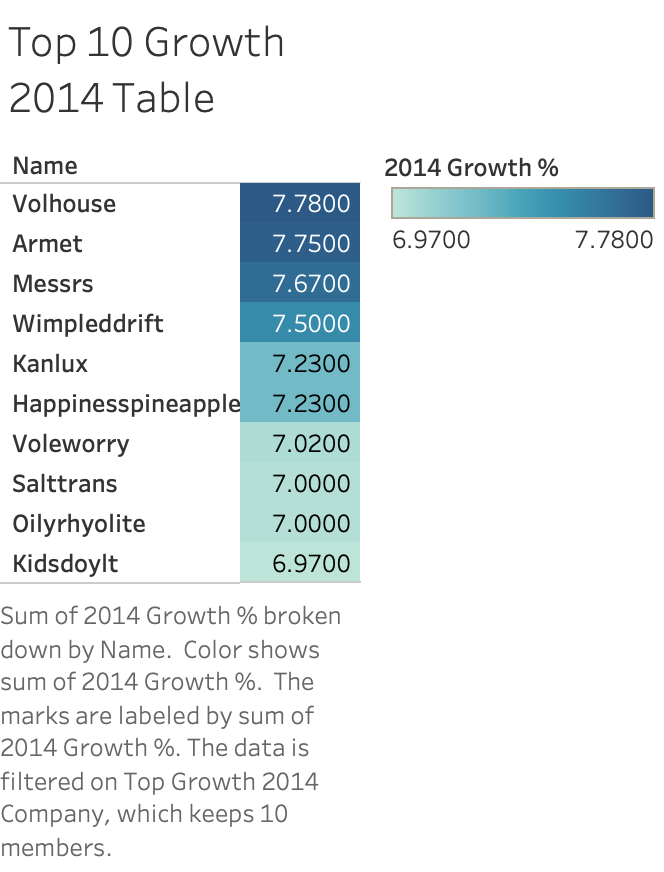 Top 10 Growth
2014 Table
Name
2014 Growth %
Volhouse 7.7800
6.9700 7.7800
Armet 7.7500
Messrs 7.6700
Wimpleddrift 7.5000
Kanlux 7.2300
Happinesspineapple 7.2300
Voleworry 7.0200
Salttrans 7.0000
Oilyrhyolite 7.0000
Kidsdoylt 6.9700
Sum of 2014 Growth % broken
down by Name.  Color shows
sum of 2014 Growth %.  The
marks are labeled by sum of
2014 Growth %. The data is
filtered on Top Growth 2014
Company, which keeps 10
members.